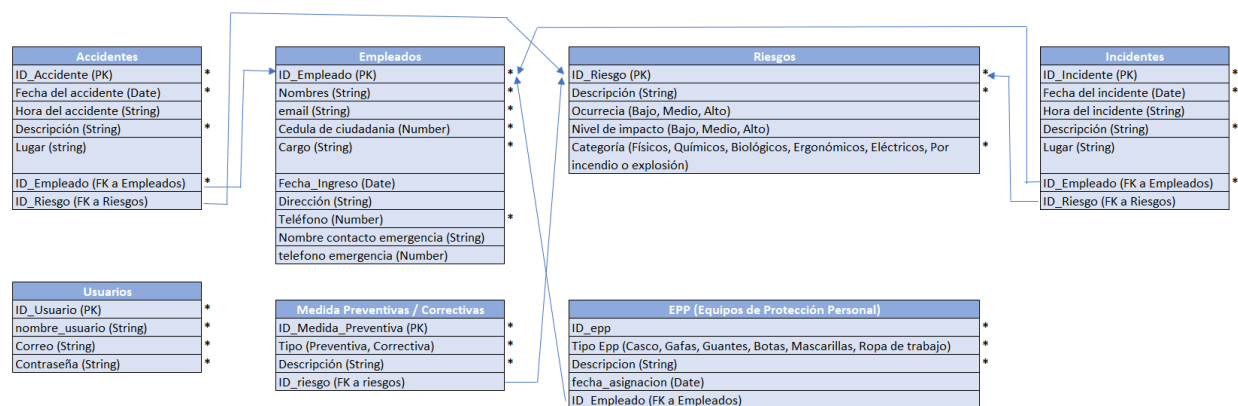 Accidentes
ID_Accidente (PK) *
Fecha del accidente (Date) *
Hora del accidente (String)
Descripción (String) *
Lugar (string)
ID_Empleado (FK a Empleados) *
ID_Riesgo (FK a Riesgos)
Empleados
ID_Empleado (PK) *
Nombres (String) *
email (String)
Cedula de ciudadania (Number) *
Cargo (String) *
Fecha_Ingreso (Date)
Dirección (String)
Teléfono (Number) *
Nombre contacto emergencia (String)
telefono emergencia (Number)
Riesgos
ID_Riesgo (PK) *
Descripción (String) *
Ocurrecia (Bajo, Medio, Alto)
Nivel de impacto (Bajo, Medio, Alto)
Categoría (Físicos, Químicos, Biológicos, Ergonómicos, Eléctricos, Por *
incendio o explosión)
Incidentes
ID_Incidente (PK) *
Fecha del incidente (Date) *
Hora del incidente (String)
Descripción (String) *
Lugar (String)
ID_Empleado (FK a Empleados) *
ID_Riesgo (FK a Riesgos)
Usuarios
ID_Usuario (PK) *
nombre_usuario (String) *
Correo (String) *
Contraseña (String) *
Medida Preventivas / Correctivas
ID_Medida_Preventiva (PK) *
Tipo (Preventiva, Correctiva) *
Descripción (String) *
ID_riesgo (FK a riesgos)
EPP (Equipos de Protección Personal)
ID_epp *
Tipo Epp (Casco, Gafas, Guantes, Botas, Mascarillas, Ropa de trabajo) *
Descripcion (String) *
fecha_asignacion (Date)
ID_Empleado (FK a Empleados)